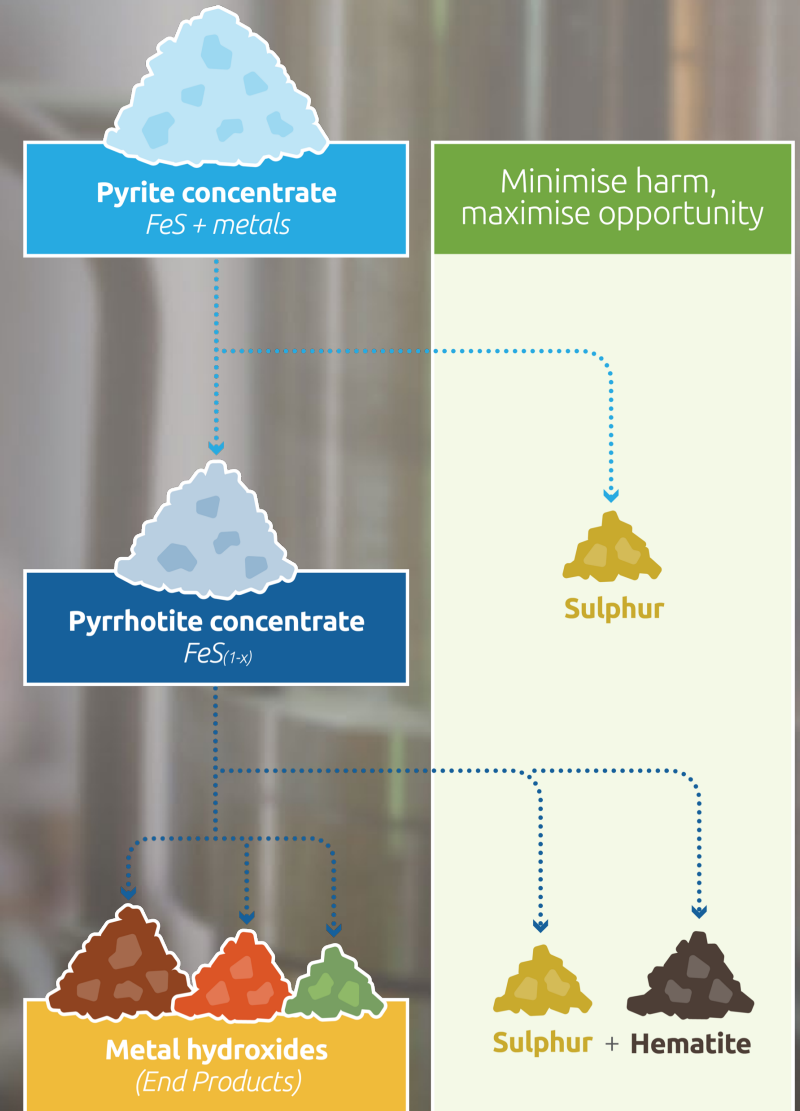 Pyrite concentrate
FeS + metals
Minimise harm,
maximise opportunity
Pyrrhotite concentrate
FeS(1-x)
Sulphur
Metal hydroxides
(End Products)
Sulphur + Hematite